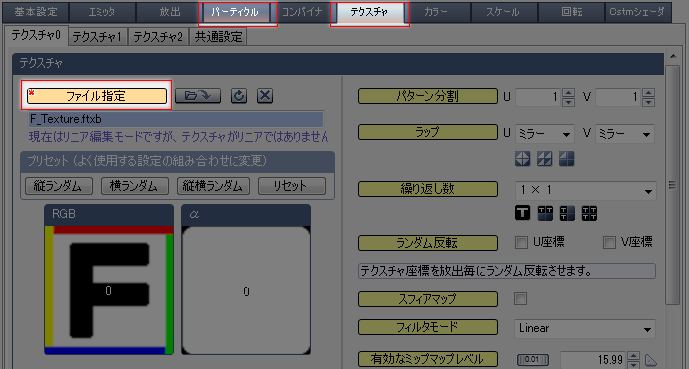 基本設定 エミッタ 放出 パーティクル コンバイナ テクスチャ カラー スケール 回転 Cstmシェーダ
テクスチャ0 テクスチャ1 テクスチャ2 共通設定
テクスチャ
*ファイル指定
F_Texture.ftxb
現在はリニア編集モードですが、テクスチャがリニアではありません
プリセット (よく使用する設定の組み合わせに変更)
縦ランダム 横ランダム 縦横ランダム リセット
RGB α
F
0 0
パターン分割 U 1 V 1
ラップ U ミラー V ミラー
繰り返し数 1 × 1
T TT T T TT TT
ランダム反転 U座標 V座標
テクスチャ座標を放出毎にランダム反転させます。
スフィアマップ
フィルタモード Linear
有効なミップマップレベル 0.01 15.99